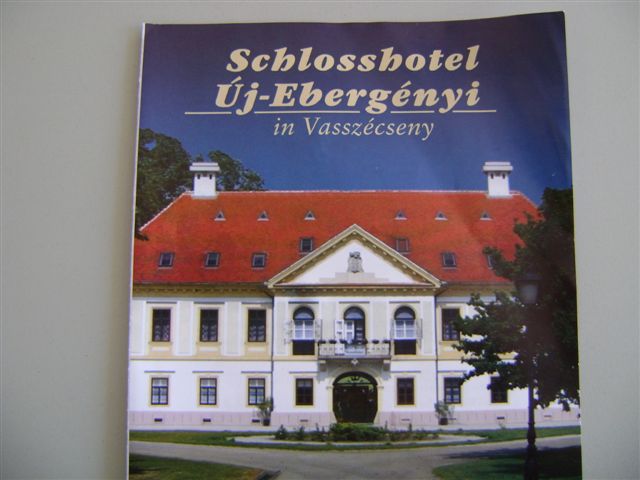 Schlosshotel
Új-Ebergényi
in Vasszécseny